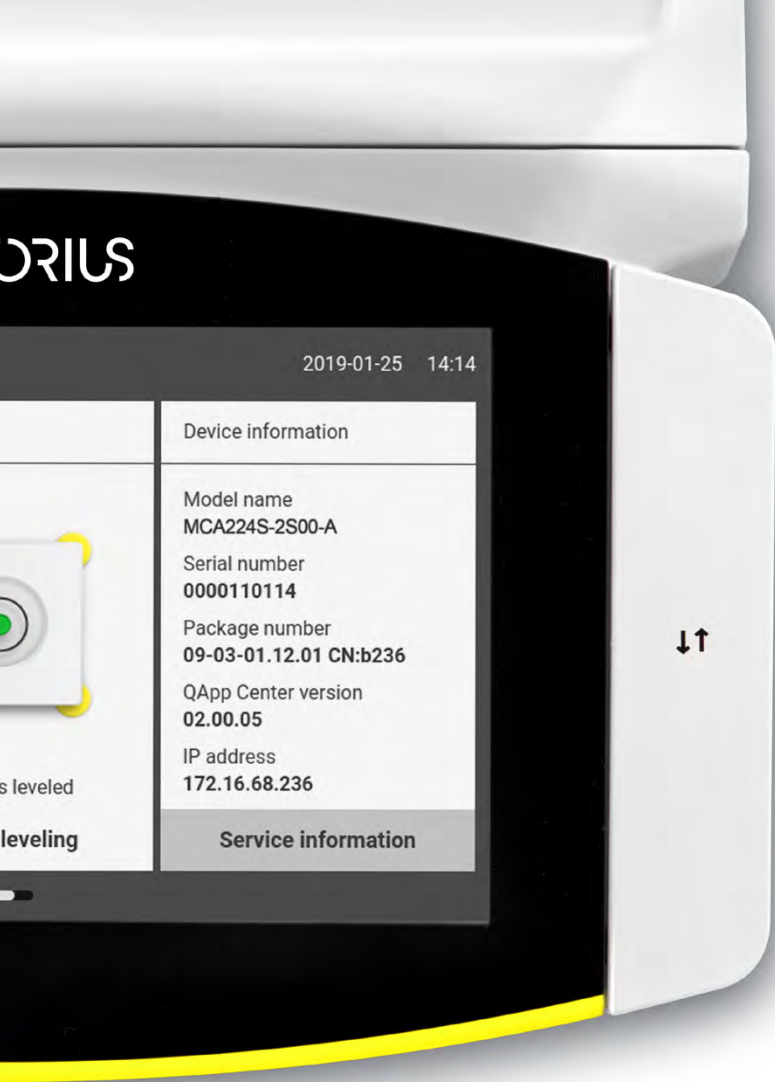 ORIUS
2019-01-25 14:14
Device information
Model name
MCA224S-2S00-A
Serial number
0000110114
Package number
09-03-01.12.01 CN:b236
QApp Center version
02.00.05
IP address
172.16.68.236
Service information
s leveled
leveling
↓↑